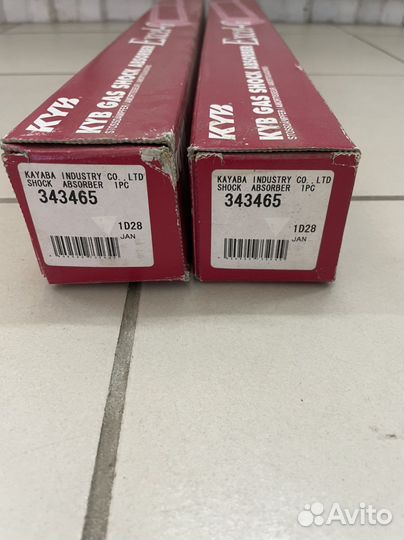 KYB
KYB GAS SHOCK ABSORBER Excel-G
KAYABA INDUSTRY CO.,LTD
SHOCK ABSORBER 1PC
343465
1D28
JAN
KYB
KYB GAS SHOCK ABSORBER Excel-G
KAYABA INDUSTRY CO.,LTD
SHOCK ABSORBER 1PC
343465
1D28
JAN
Avito